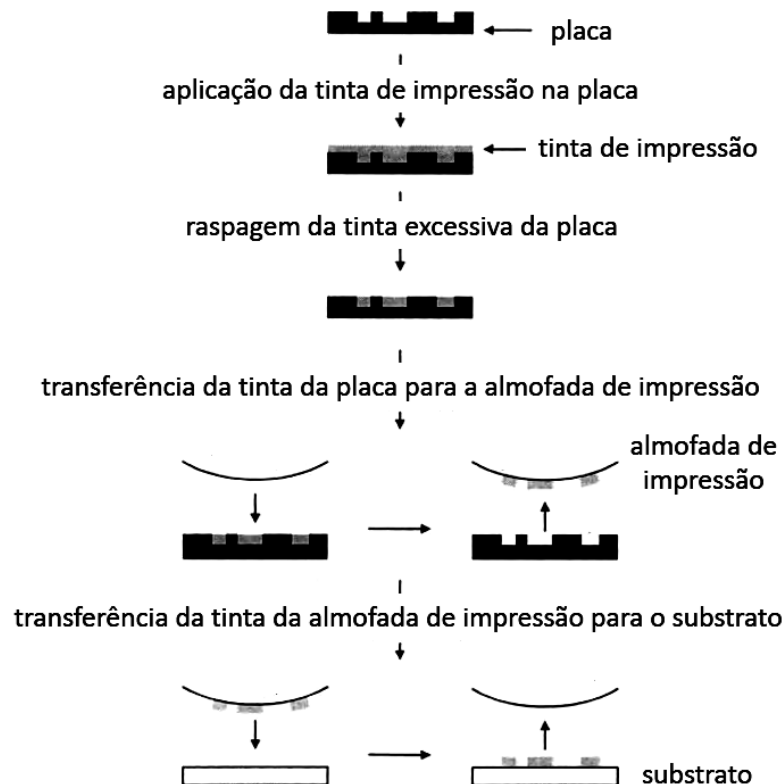 placa
aplicação da tinta de impressão na placa
tinta de impressão
raspagem da tinta excessiva da placa
transferência da tinta da placa para a almofada de impressão
almofada de
impressão
transferência da tinta da almofada de impressão para o substrato
substrato